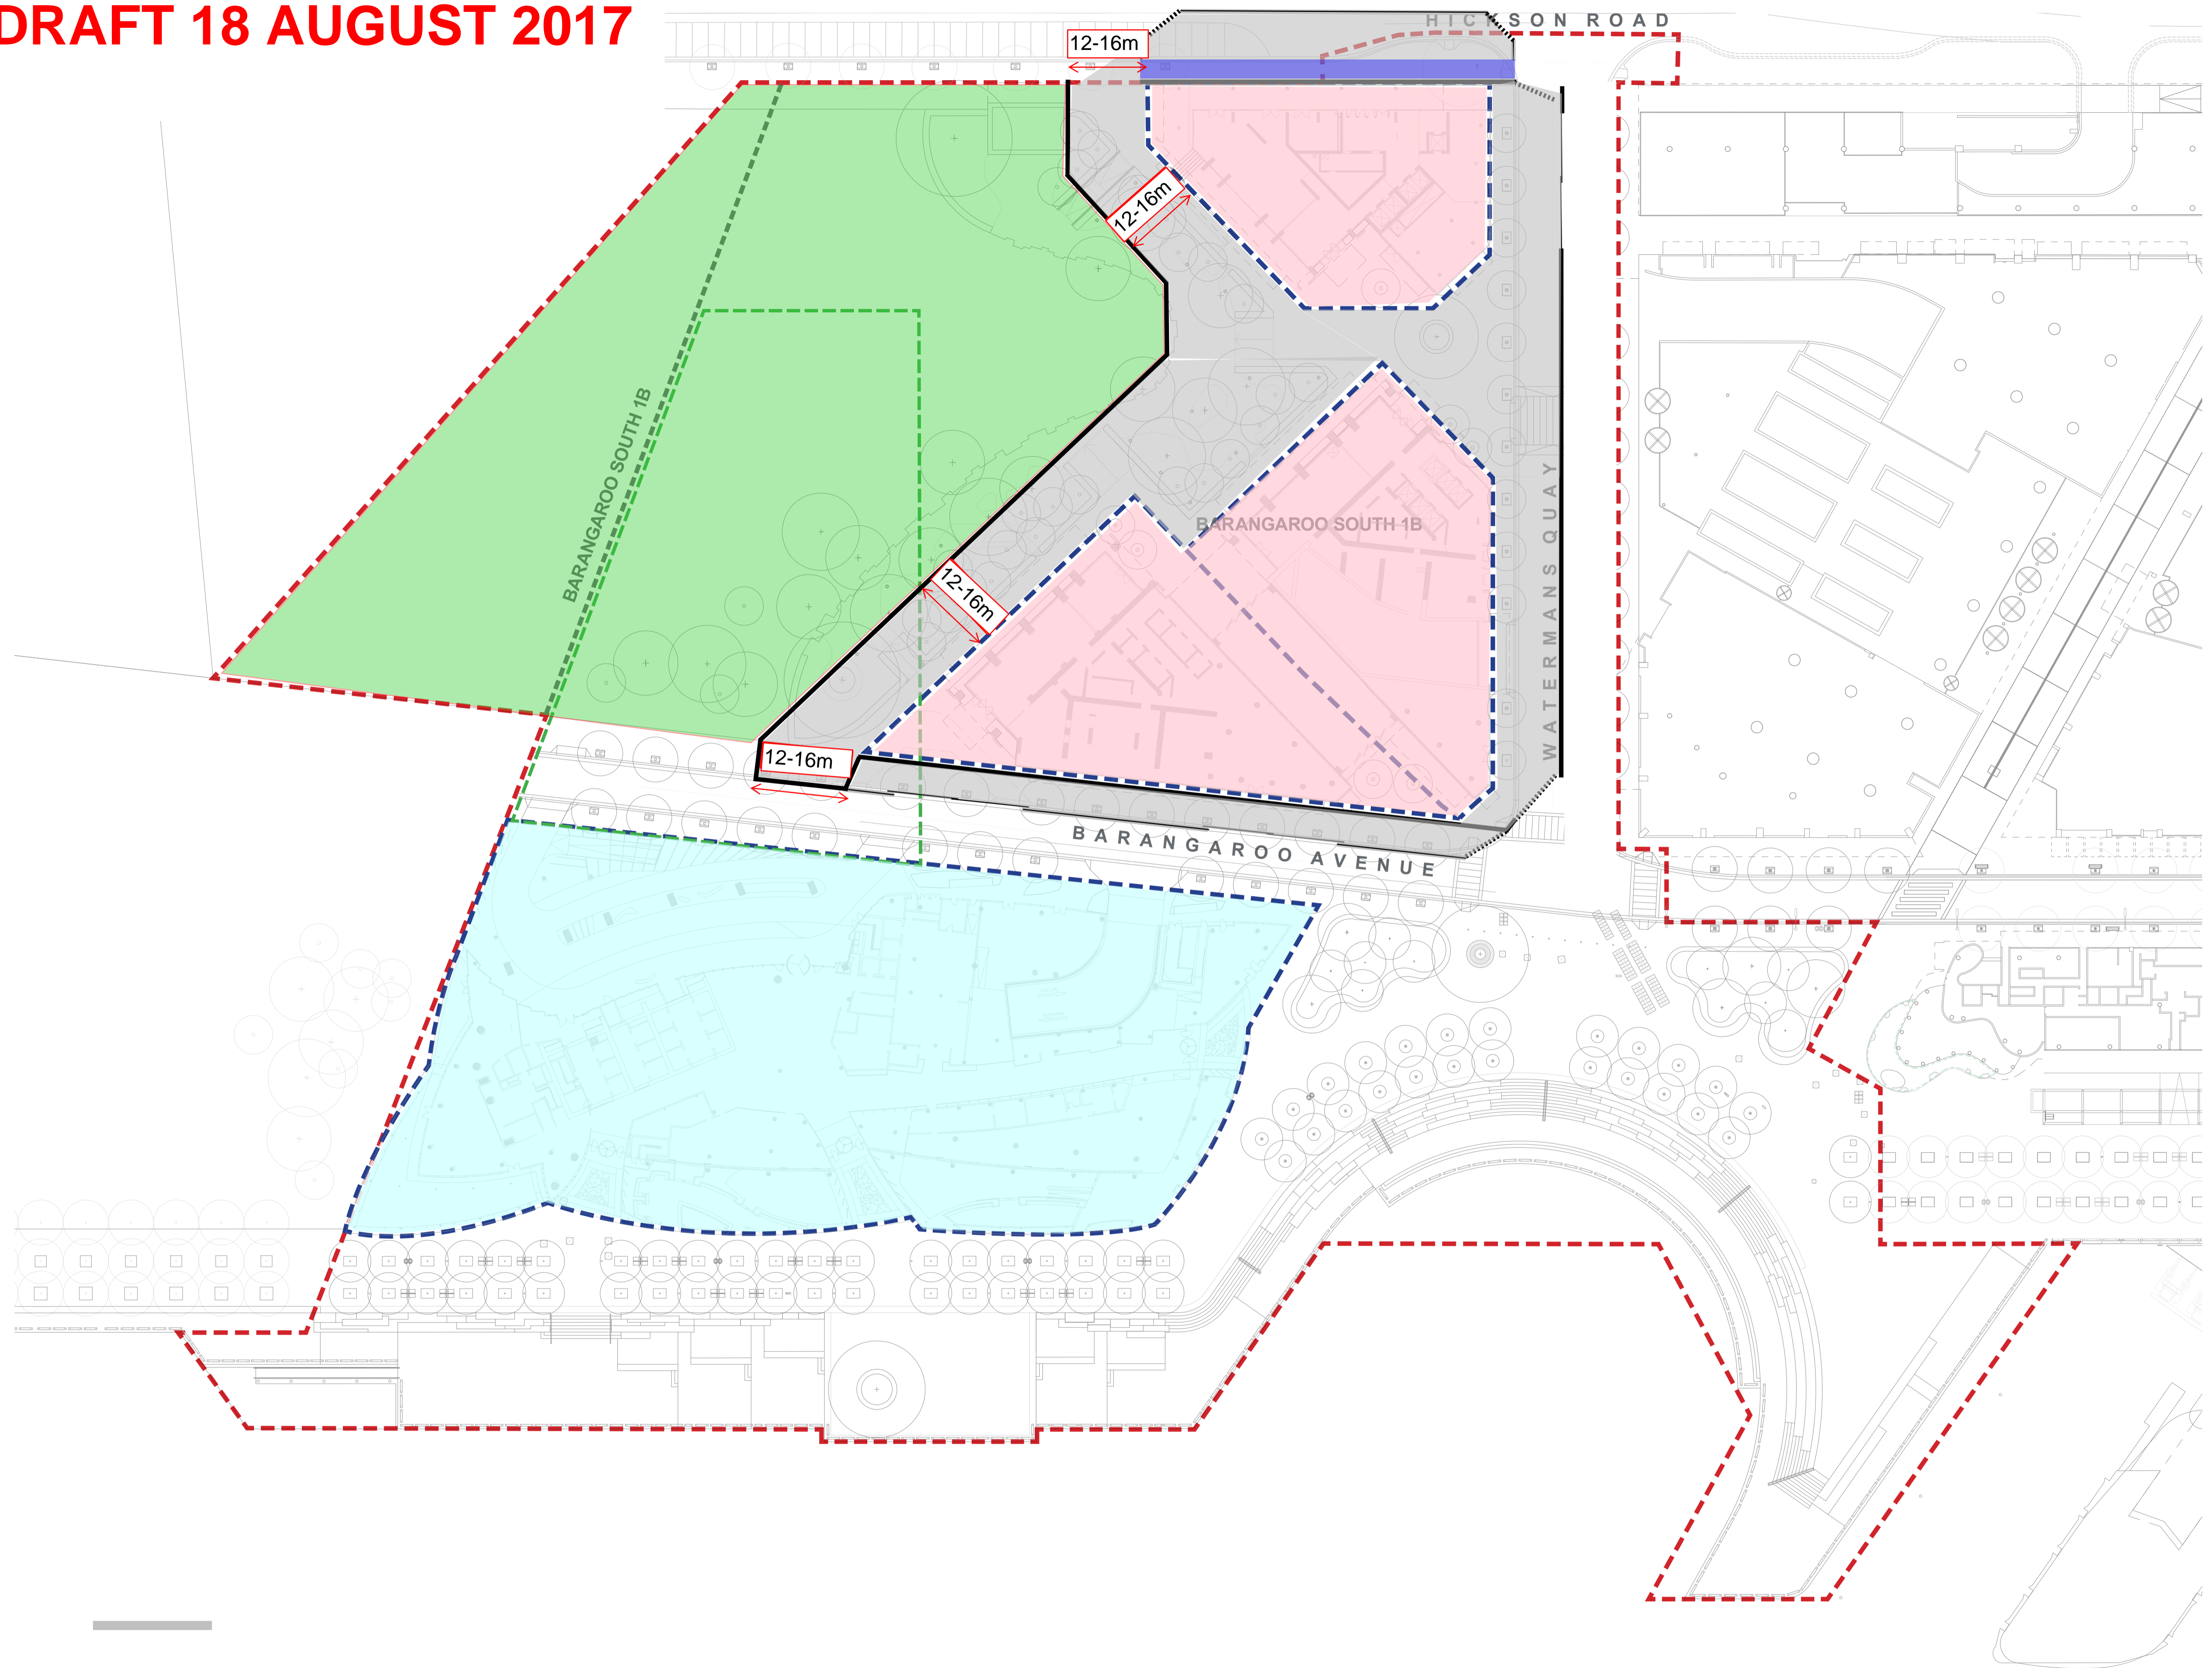 DRAFT 18 AUGUST 2017
HICKSON ROAD
12-16m
12-16m
BARANGAROO SOUTH 1B
BARANGAROO SOUTH 1B
WATERMANS QUAY
12-16m
12-16m
BARANGAROO AVENUE